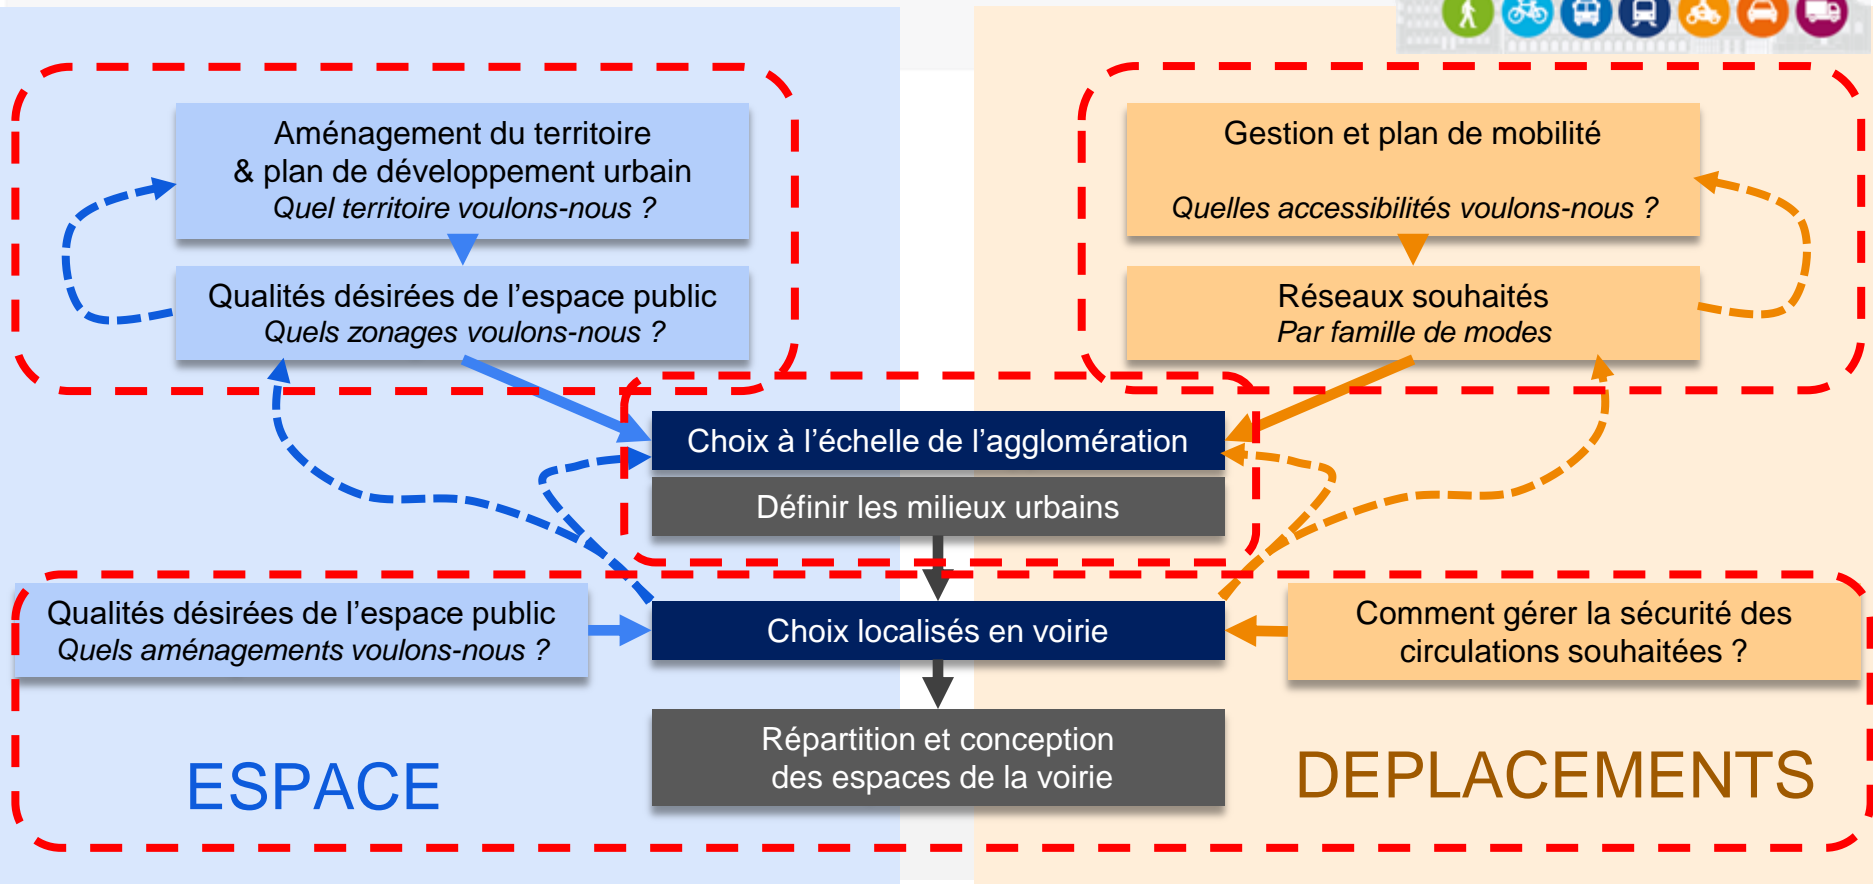 Aménagement du territoire
& plan de développement urbain
Quel territoire voulons-nous ?
Gestion et plan de mobilité
Quelles accessibilités voulons-nous ?
Qualités désirées de l’espace public
Quels zonages voulons-nous ?
Réseaux souhaités
Par famille de modes
Choix à l’échelle de l’agglomération
Définir les milieux urbains
Qualités désirées de l’espace public
Quels aménagements voulons-nous ?
Choix localisés en voirie
Comment gérer la sécurité des
circulations souhaitées ?
Répartition et conception
des espaces de la voirie
ESPACE
DEPLACEMENTS